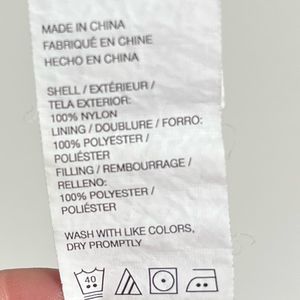 MADE IN CHINA
FABRIQUÉ EN CHINE
HECHO EN CHINA
SHELL / EXTÉRIEUR /
TELA EXTERIOR:
100% NYLON
LINING / DOUBLURE / FORRO:
100% POLYESTER /
POLIÉSTER
FILLING / REMBOURRAGE /
RELLENO:
100% POLYESTER /
POLIÉSTER
WASH WITH LIKE COLORS,
DRY PROMPTLY
40